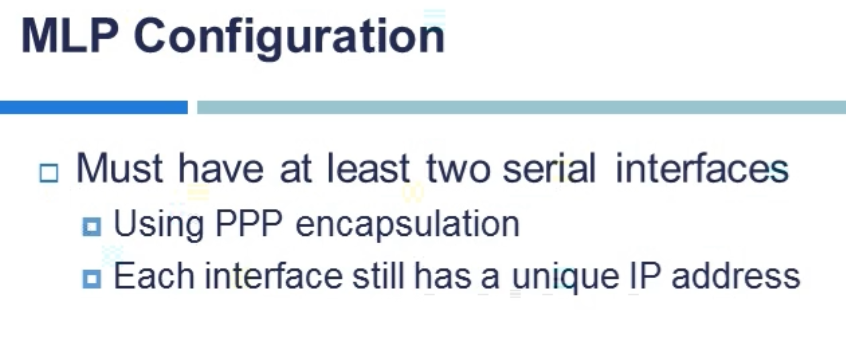 MLP Configuration
Must have at least two serial interfaces
Using PPP encapsulation
Each interface still has a unique IP address